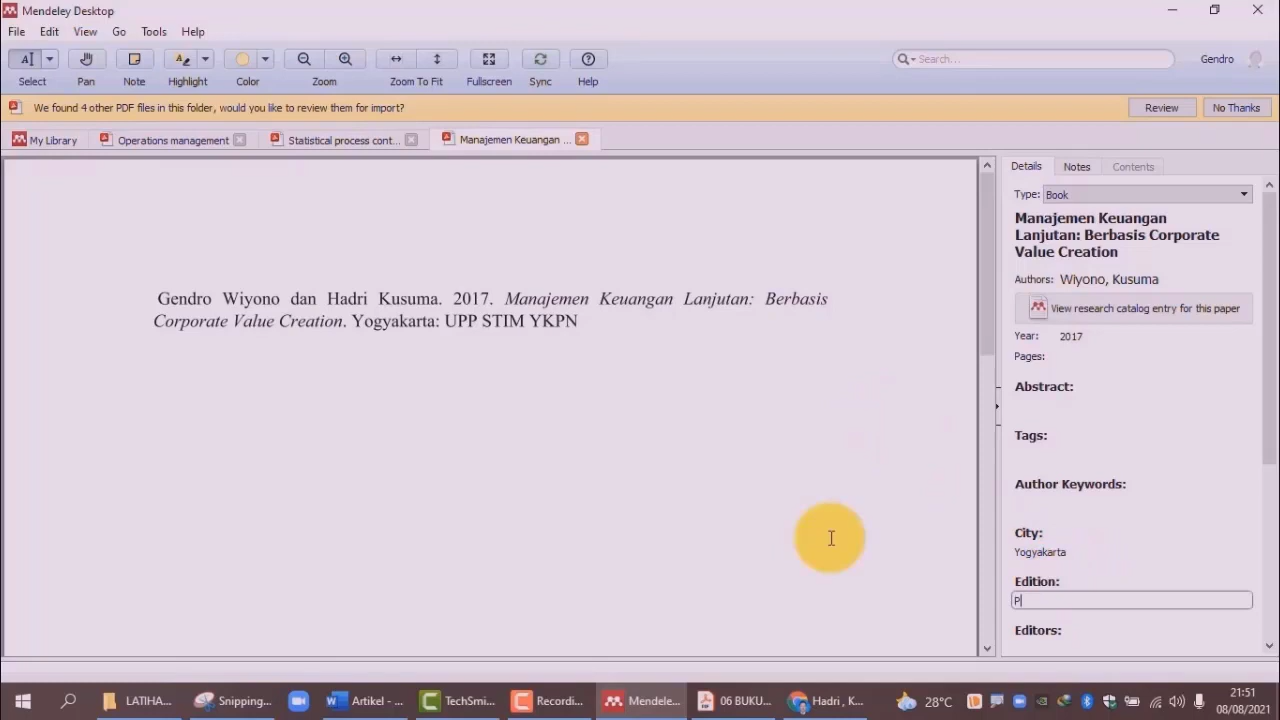 Mendeley Desktop
File Edit View Go Tools Help
Select Pan Note Highlight Color Zoom Zoom To Fit Fullscreen Sync Help
Search... Gendro
We found 4 other PDF files in this folder, would you like to review them for import? Review No Thanks
My Library Operations management Statistical process cont... Manajemen Keuangan ...
Gendro Wiyono dan Hadri Kusuma. 2017. Manajemen Keuangan Lanjutan: Berbasis
Corporate Value Creation. Yogyakarta: UPP STIM YKPN
Details Notes Contents
Type: Book
Manajemen Keuangan
Lanjutan: Berbasis Corporate
Value Creation
Authors: Wiyono, Kusuma
View research catalog entry for this paper
Year: 2017
Pages:
Abstract:
Tags:
Author Keywords:
City:
Yogyakarta
Edition:
P
Editors:
LATIHA... Snipping... Artikel - ... TechSmi... Recordi... Mendele... 06 BUKU... Hadri , K... 28°C 21:51
08/08/2021